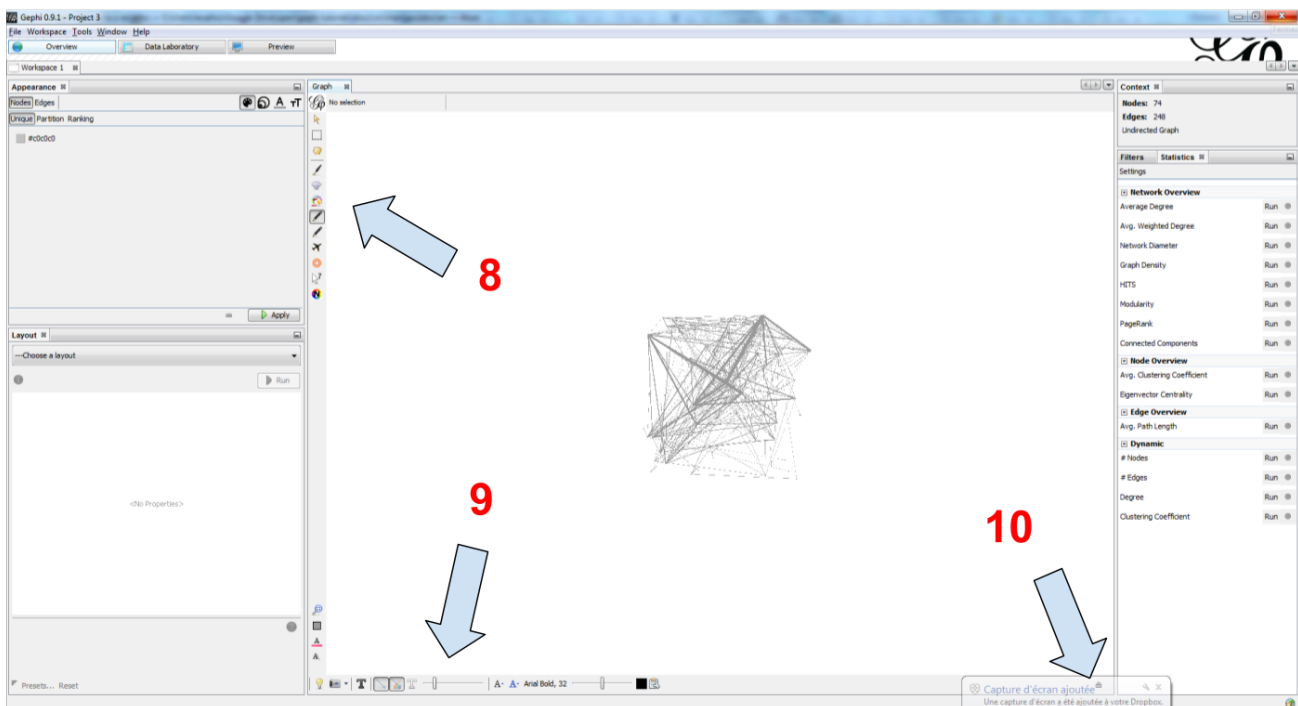 Gephi 0.9.1 - Project 3
File Workspace Tools Window Help
Overview Data Laboratory Preview
Workspace 1
Appearance
Nodes Edges
Unique Partition Ranking
#c0c0c0
Apply
Layout
---Choose a layout
Run
<No Properties>
Presets... Reset
Graph
No selection
8
9
10
T A- A- Arial Bold, 32
Context
Nodes: 74
Edges: 248
Undirected Graph
Filters Statistics
Settings
Network Overview
Average Degree Run
Avg. Weighted Degree Run
Network Diameter Run
Graph Density Run
HITS Run
Modularity Run
PageRank Run
Connected Components Run
Node Overview
Avg. Clustering Coefficient Run
Eigenvector Centrality Run
Edge Overview
Avg. Path Length Run
Dynamic
# Nodes Run
# Edges Run
Degree Run
Clustering Coefficient Run
Capture d'écran ajoutée
Une capture d'écran a été ajoutée à votre Dropbox.